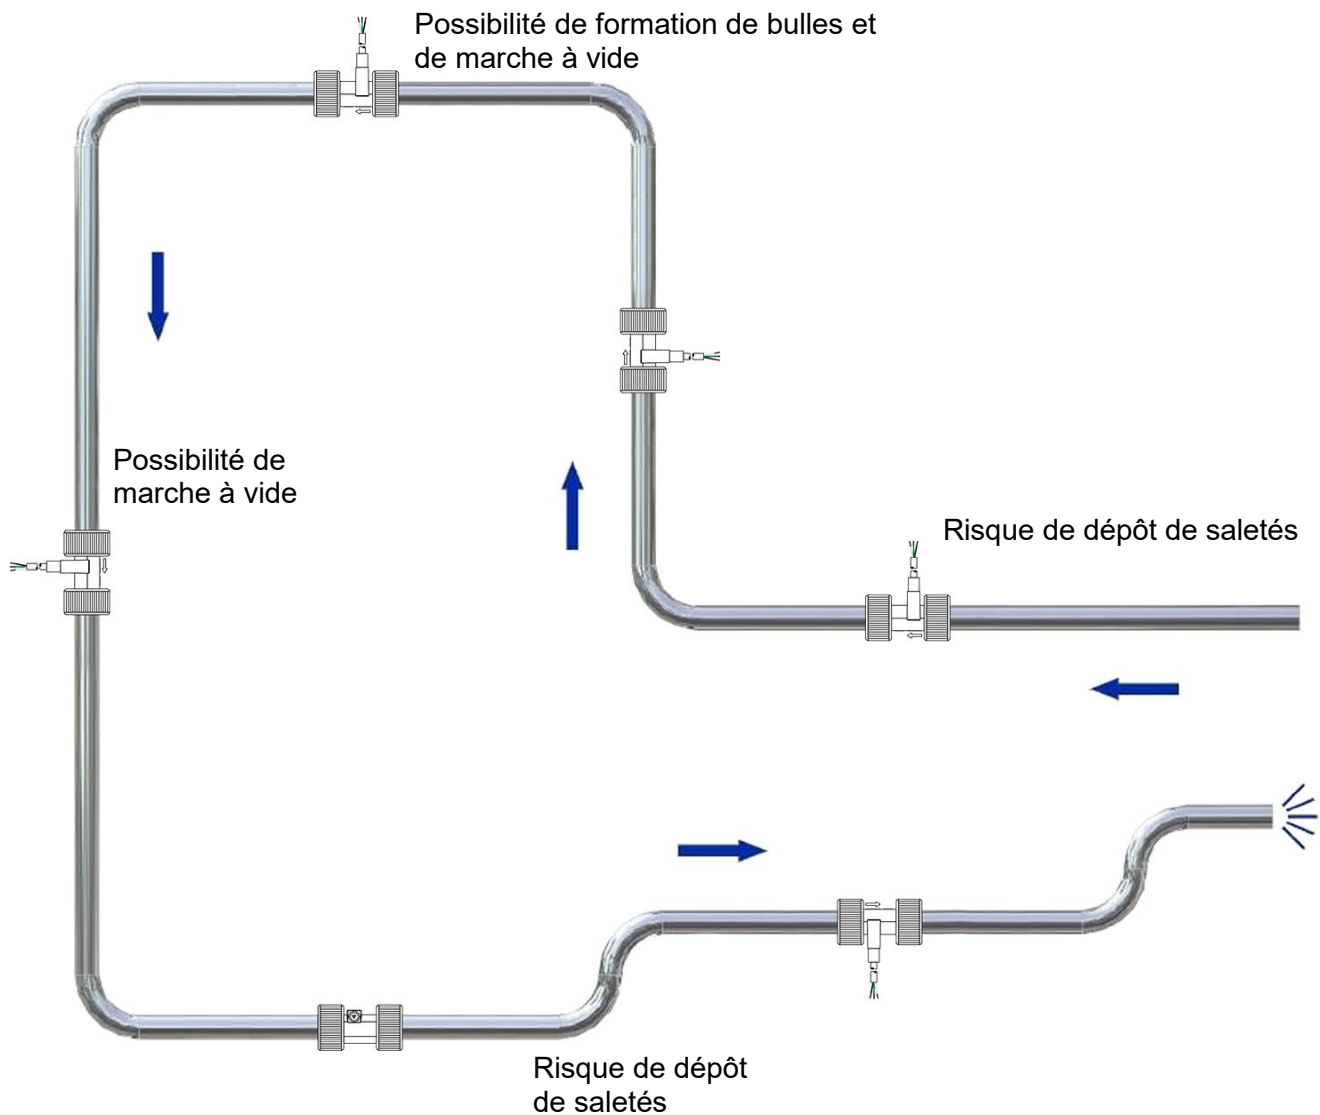 Possibilité de formation de bulles et
de marche à vide
Possibilité de
marche à vide
Risque de dépôt de saletés
Risque de dépôt
de saletés